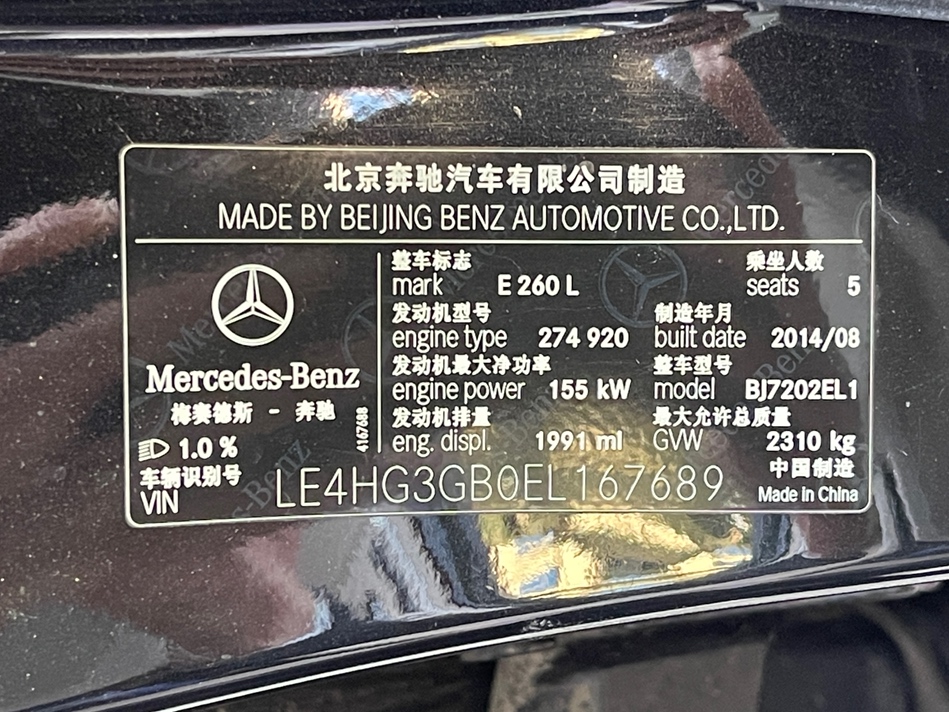 北京奔驰汽车有限公司制造
MADE BY BEIJING BENZ AUTOMOTIVE CO.,LTD.
Mercedes-Benz
梅赛德斯 - 奔驰
1.0 %
整车标志
mark E 260 L
乘坐人数
seats 5
发动机型号
engine type 274 920
制造年月
built date 2014/08
发动机最大净功率
engine power 155 kW
整车型号
model BJ7202EL1
发动机排量
eng. displ. 1991 ml
最大允许总质量
GVW 2310 kg
车辆识别号
VIN LE4HG3GB0EL167689
中国制造
Made in China